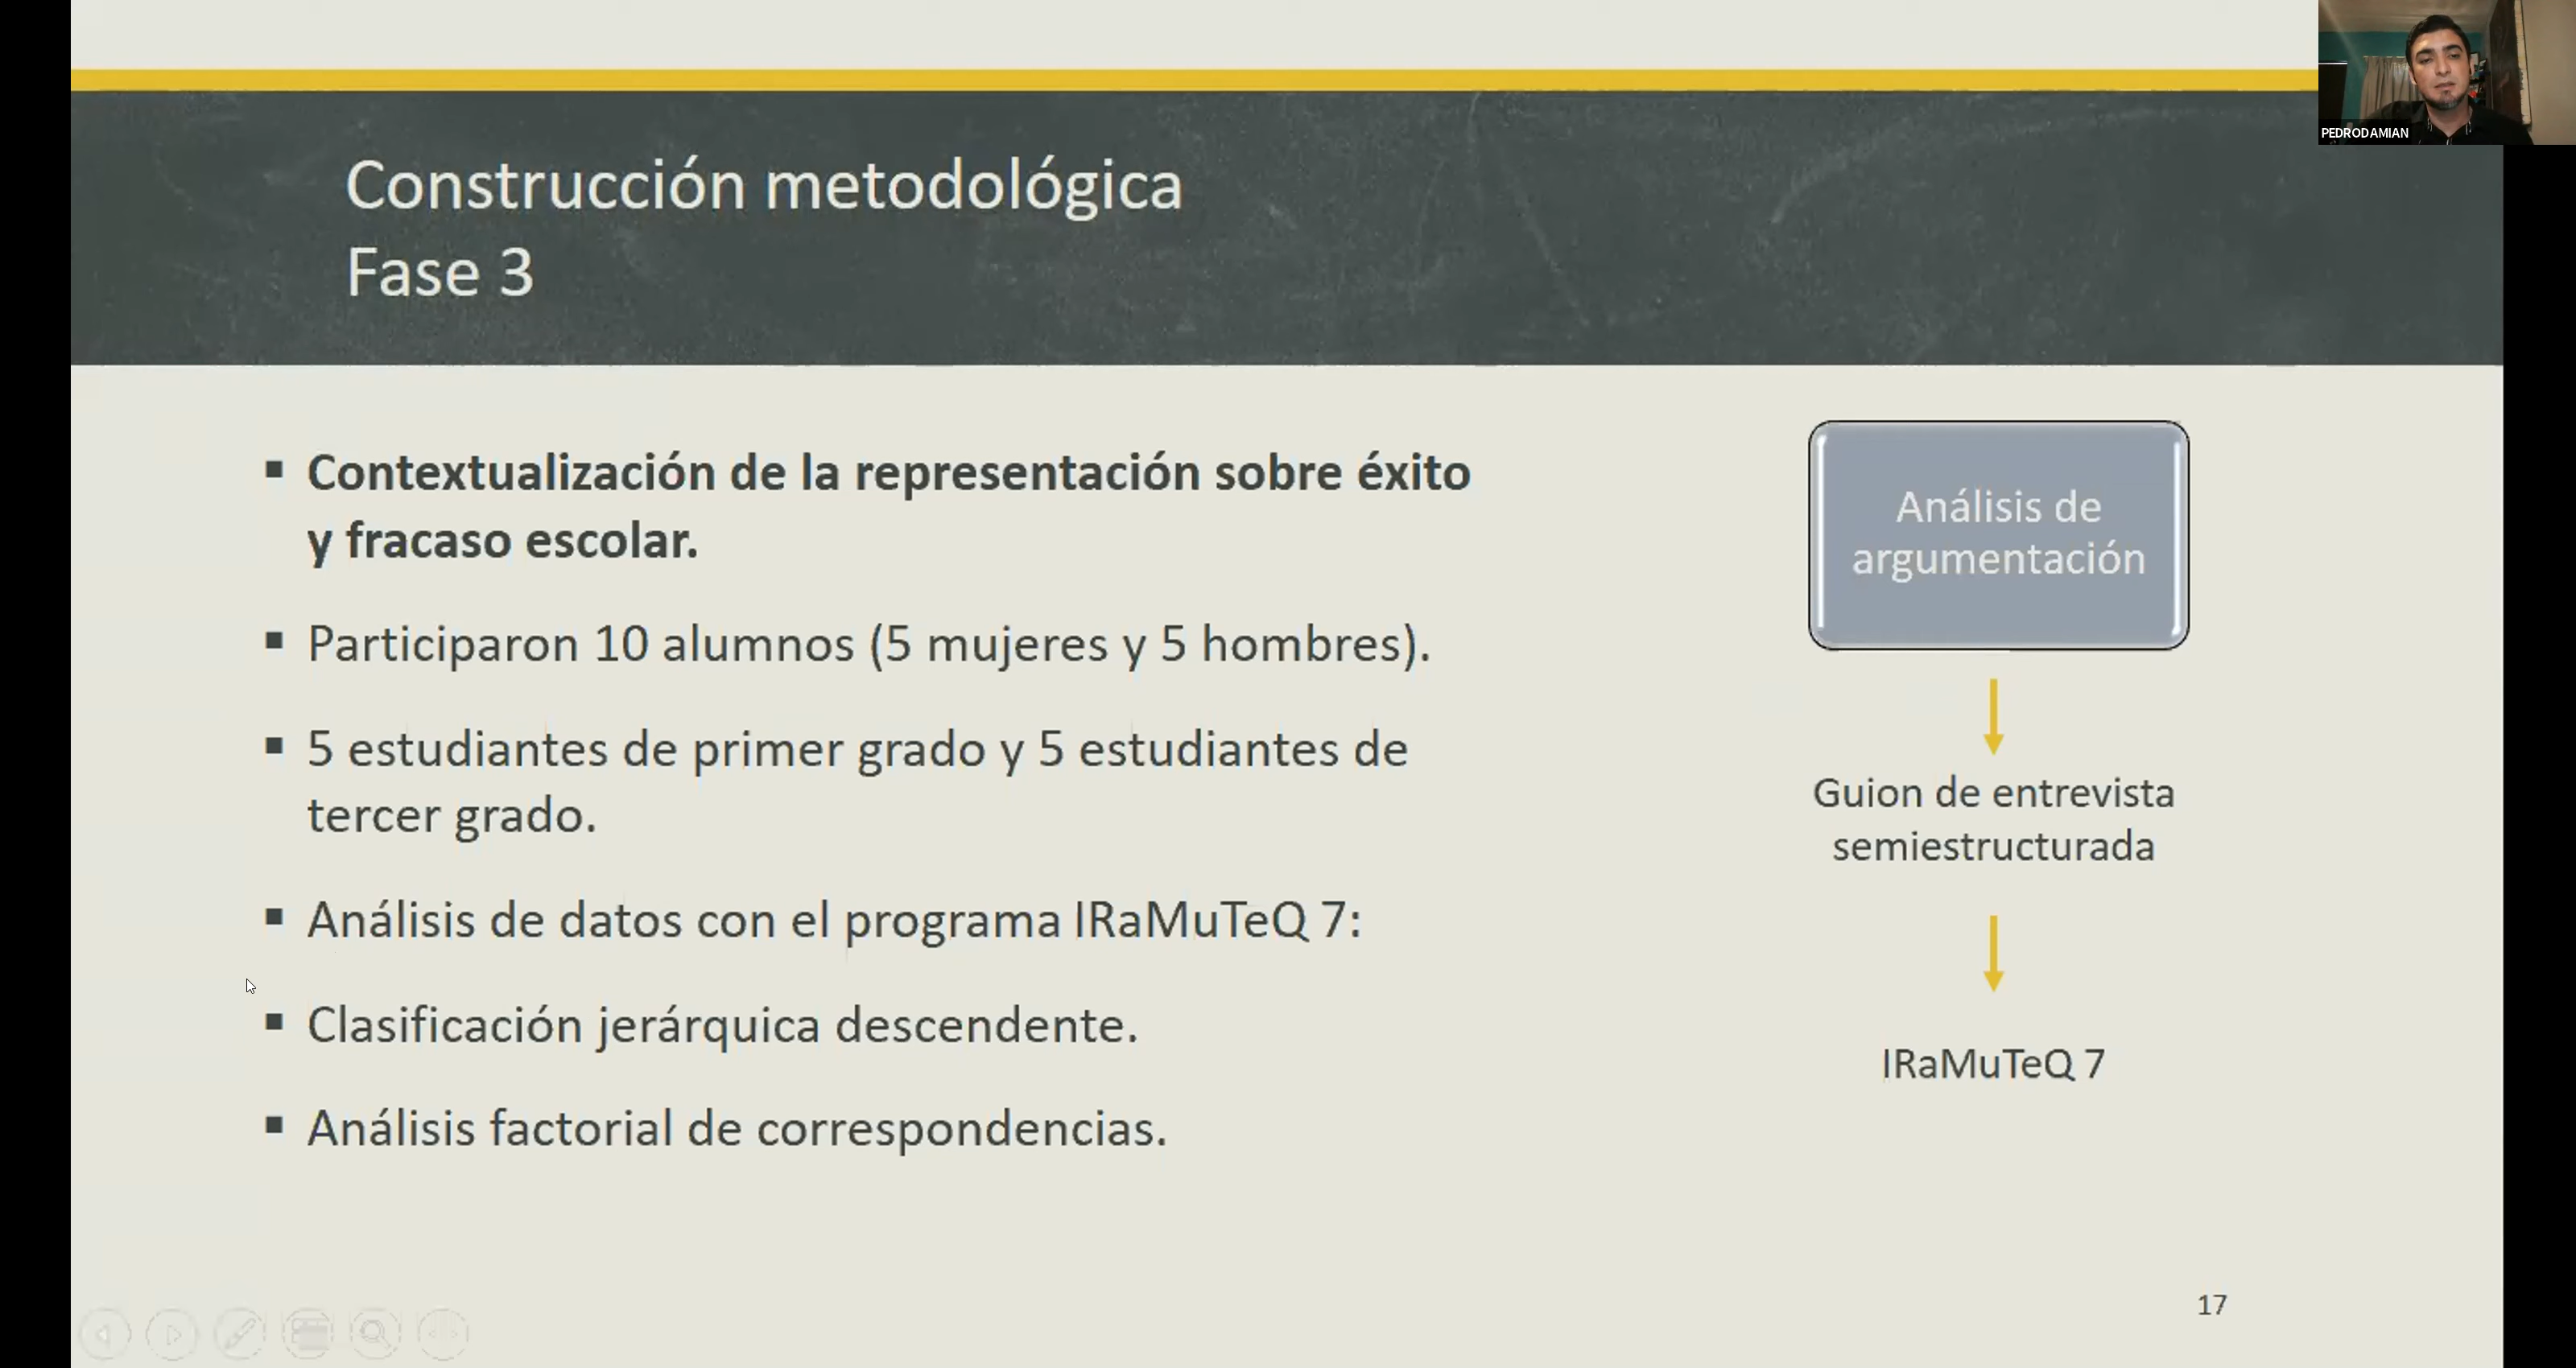 PEDRODAMIAN
Construcción metodológica
Fase 3
Contextualización de la representación sobre éxito
y fracaso escolar.
Participaron 10 alumnos (5 mujeres y 5 hombres).
5 estudiantes de primer grado y 5 estudiantes de
tercer grado.
Análisis de datos con el programa IRaMuTeQ 7:
Clasificación jerárquica descendente.
Análisis factorial de correspondencias.
Análisis de
argumentación
Guion de entrevista
semiestructurada
IRaMuTeQ 7
17